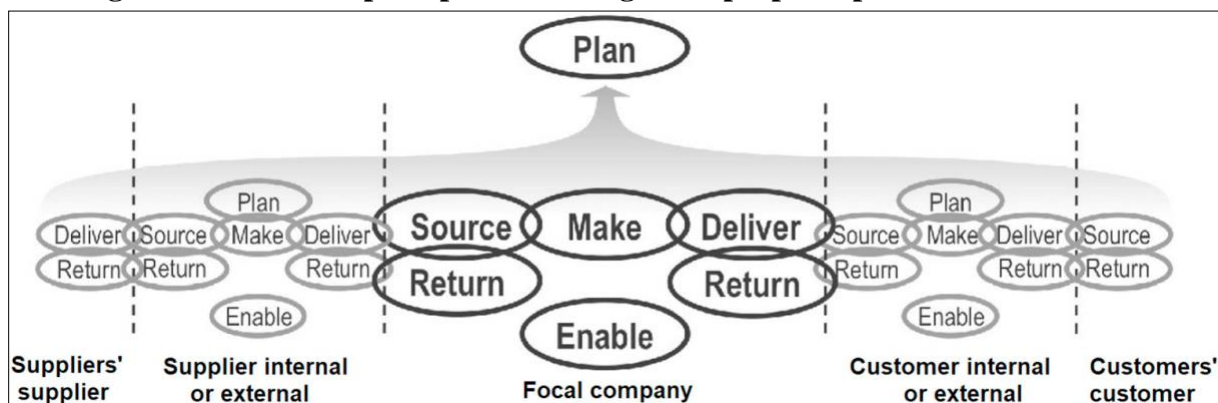 Plan
Plan
Plan
Deliver Source Make Deliver Source Make Deliver Source Make Deliver Source
Return Return Return Return Return Return Return Return
Enable Enable Enable
Suppliers' supplier
Supplier internal or external
Focal company
Customer internal or external
Customers' customer